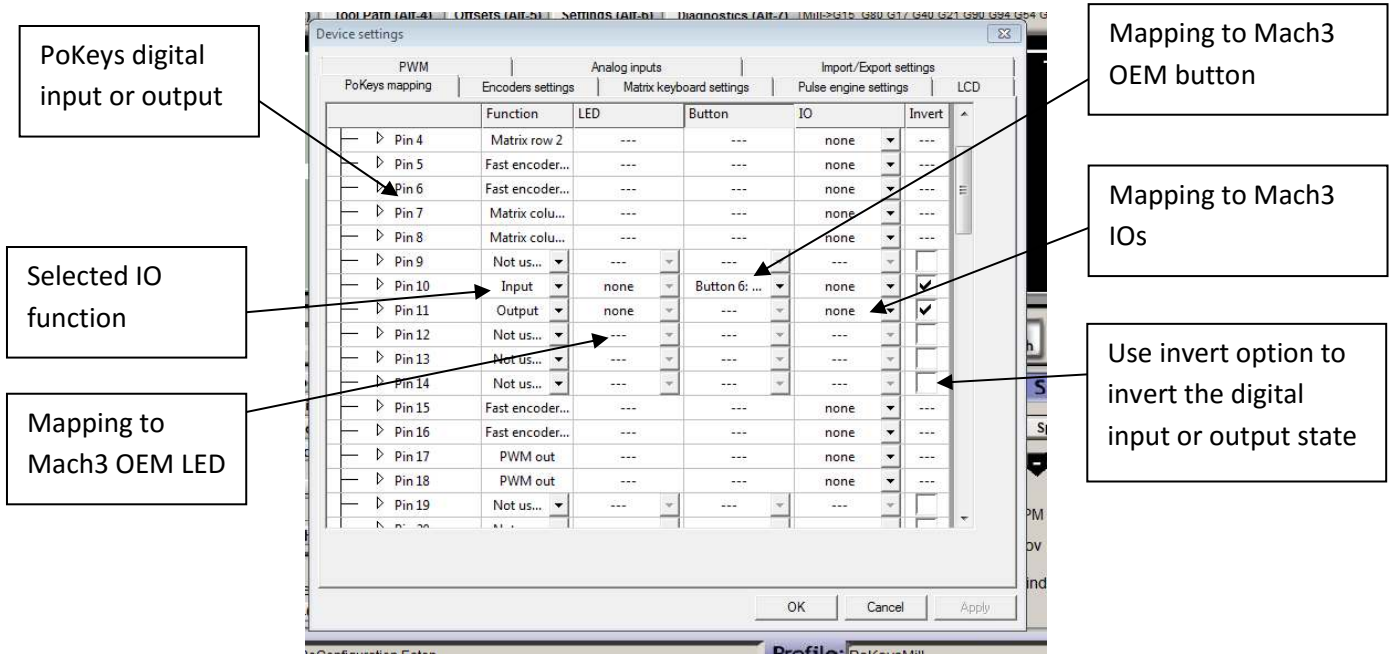 Tool Path (Alt-4) Offsets (Alt-5) Settings (Alt-6) Diagnostics (Alt-7) Mill->G15 G80 G17 G40 G21 G90 G94 G54 G
Device settings
PWM Analog inputs Import/Export settings
PoKeys mapping Encoders settings Matrix keyboard settings Pulse engine settings LCD
Function LED Button IO Invert
Pin 4 Matrix row 2 --- --- none ---
Pin 5 Fast encoder... --- --- none ---
Pin 6 Fast encoder... --- --- none ---
Pin 7 Matrix colu... --- --- none ---
Pin 8 Matrix colu... --- --- none ---
Pin 9 Not us... --- --- ---
Pin 10 Input none Button 6: ... none
Pin 11 Output none --- none
Pin 12 Not us... --- --- ---
Pin 13 Not us... --- --- ---
Pin 14 Not us... --- --- ---
Pin 15 Fast encoder... --- --- none ---
Pin 16 Fast encoder... --- --- none ---
Pin 17 PWM out --- --- none ---
Pin 18 PWM out --- --- none ---
Pin 19 Not us... --- --- ---
OK Cancel Apply
Profile: PoKeysMill
PoKeys digital
input or output
Selected IO
function
Mapping to
Mach3 OEM LED
Mapping to Mach3
OEM button
Mapping to Mach3
IOs
Use invert option to
invert the digital
input or output state